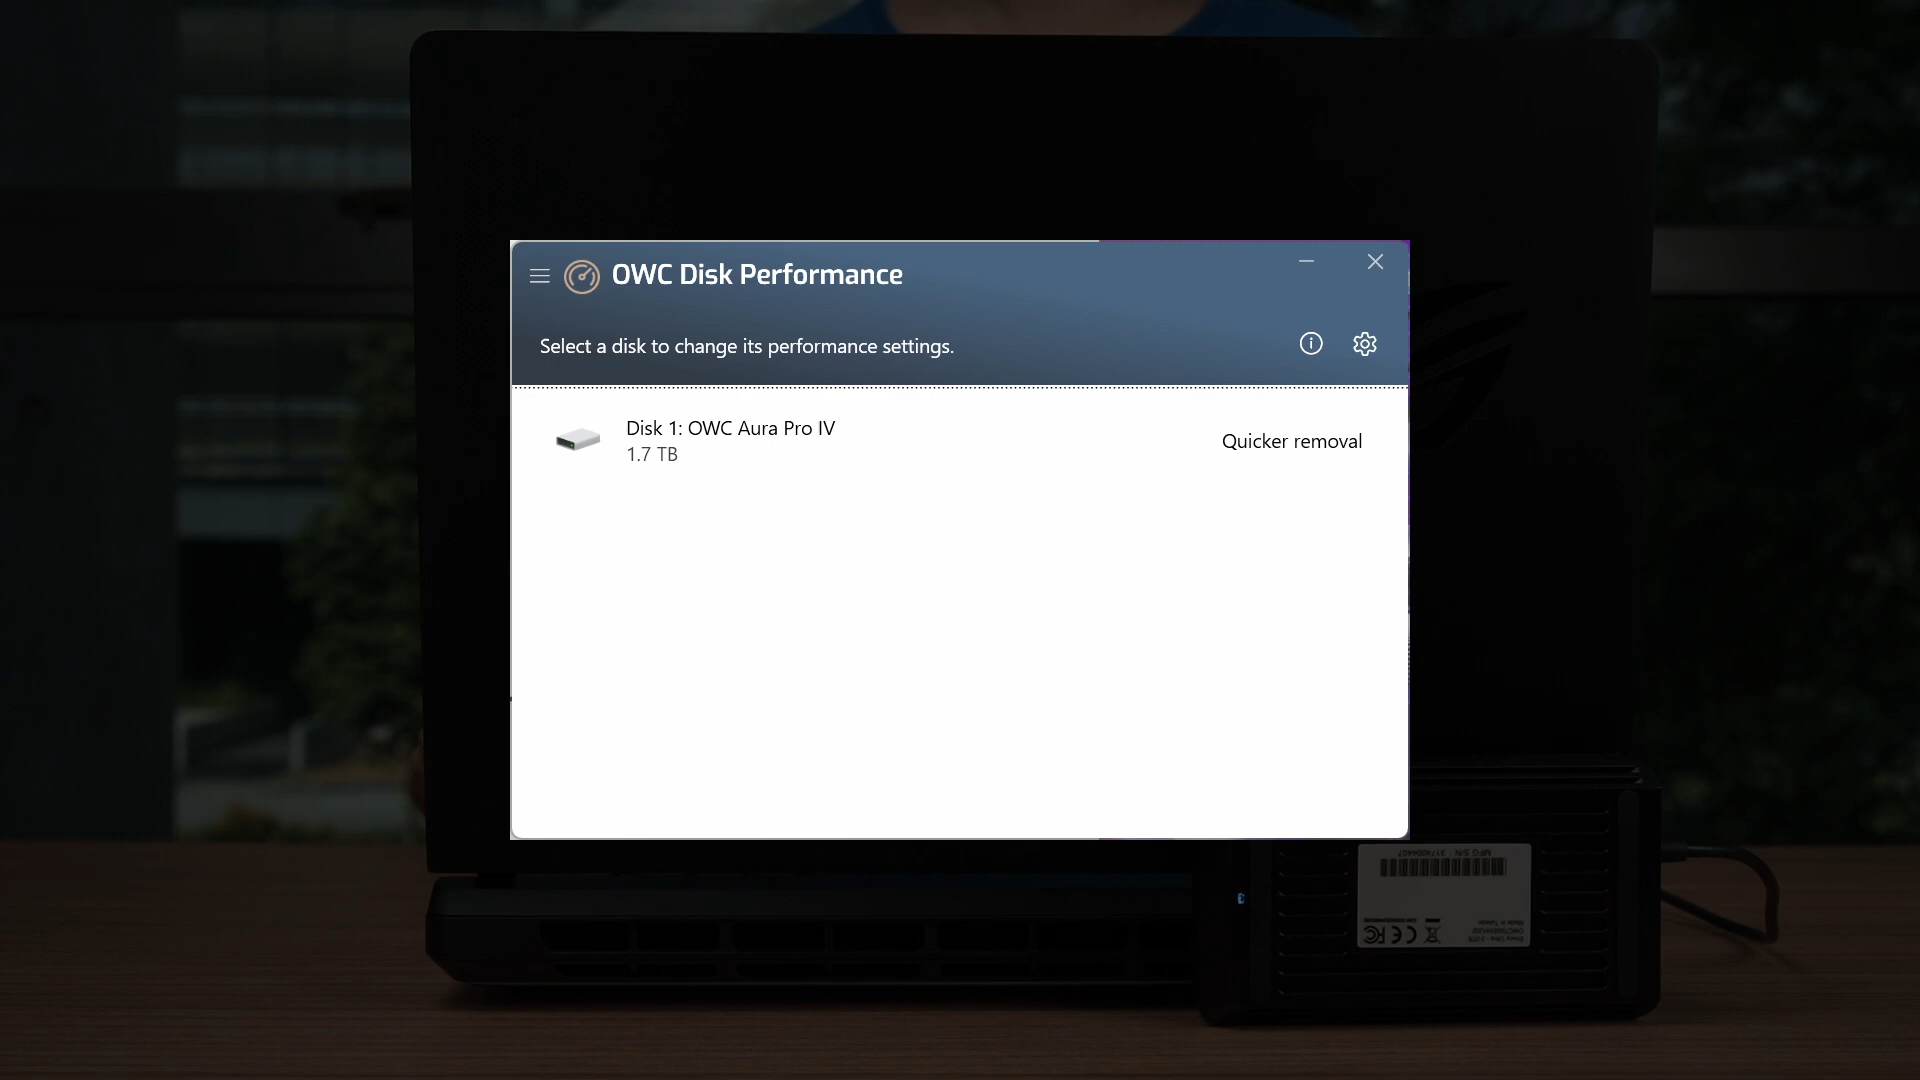 OWC Disk Performance
Select a disk to change its performance settings.
Disk 1: OWC Aura Pro IV
1.7 TB
Quicker removal
MFG S/N